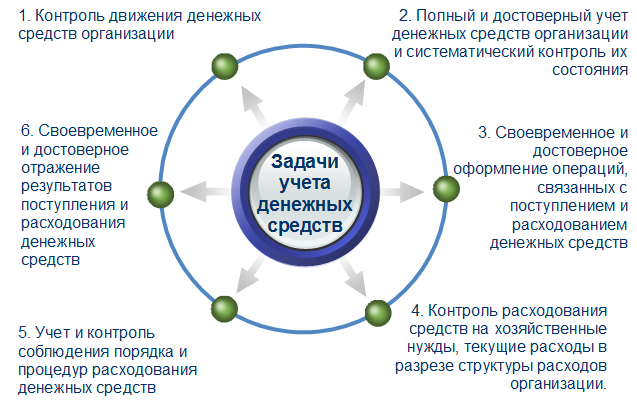 1. Контроль движения денежных
средств организации
2. Полный и достоверный учет
денежных средств организации
и систематический контроль их
состояния
3. Своевременное и
достоверное
оформление операций,
связанных с
поступлением и
расходованием
денежных средств
4. Контроль расходования
средств на хозяйственные
нужды, текущие расходы в
разрезе структуры расходов
организации.
5. Учет и контроль
соблюдения порядка и
процедур расходования
денежных средств
6. Своевременное
и достоверное
отражение
результатов
поступления и
расходования
денежных
средств
Задачи
учета
денежных
средств